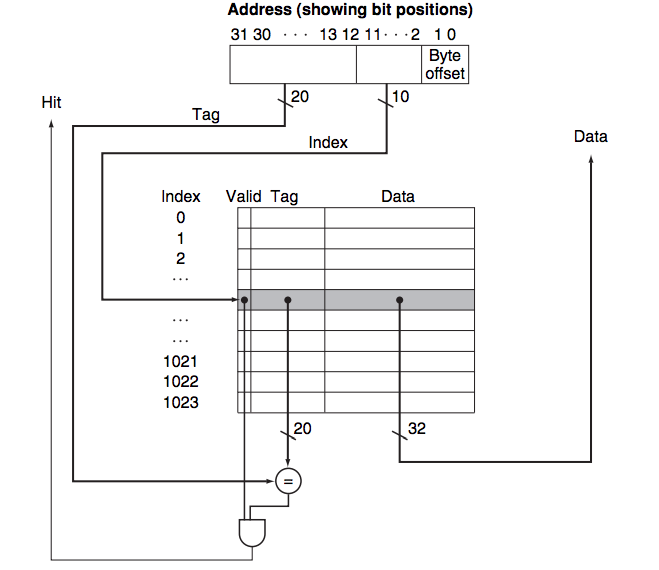 Address (showing bit positions)
31 30 · · · 13 12 11 · · · 2 1 0
Byte
offset
20
10
Hit
Tag
Index
Data
Index Valid Tag Data
0
1
2
· · ·
· · ·
· · ·
1021
1022
1023
20
32
=